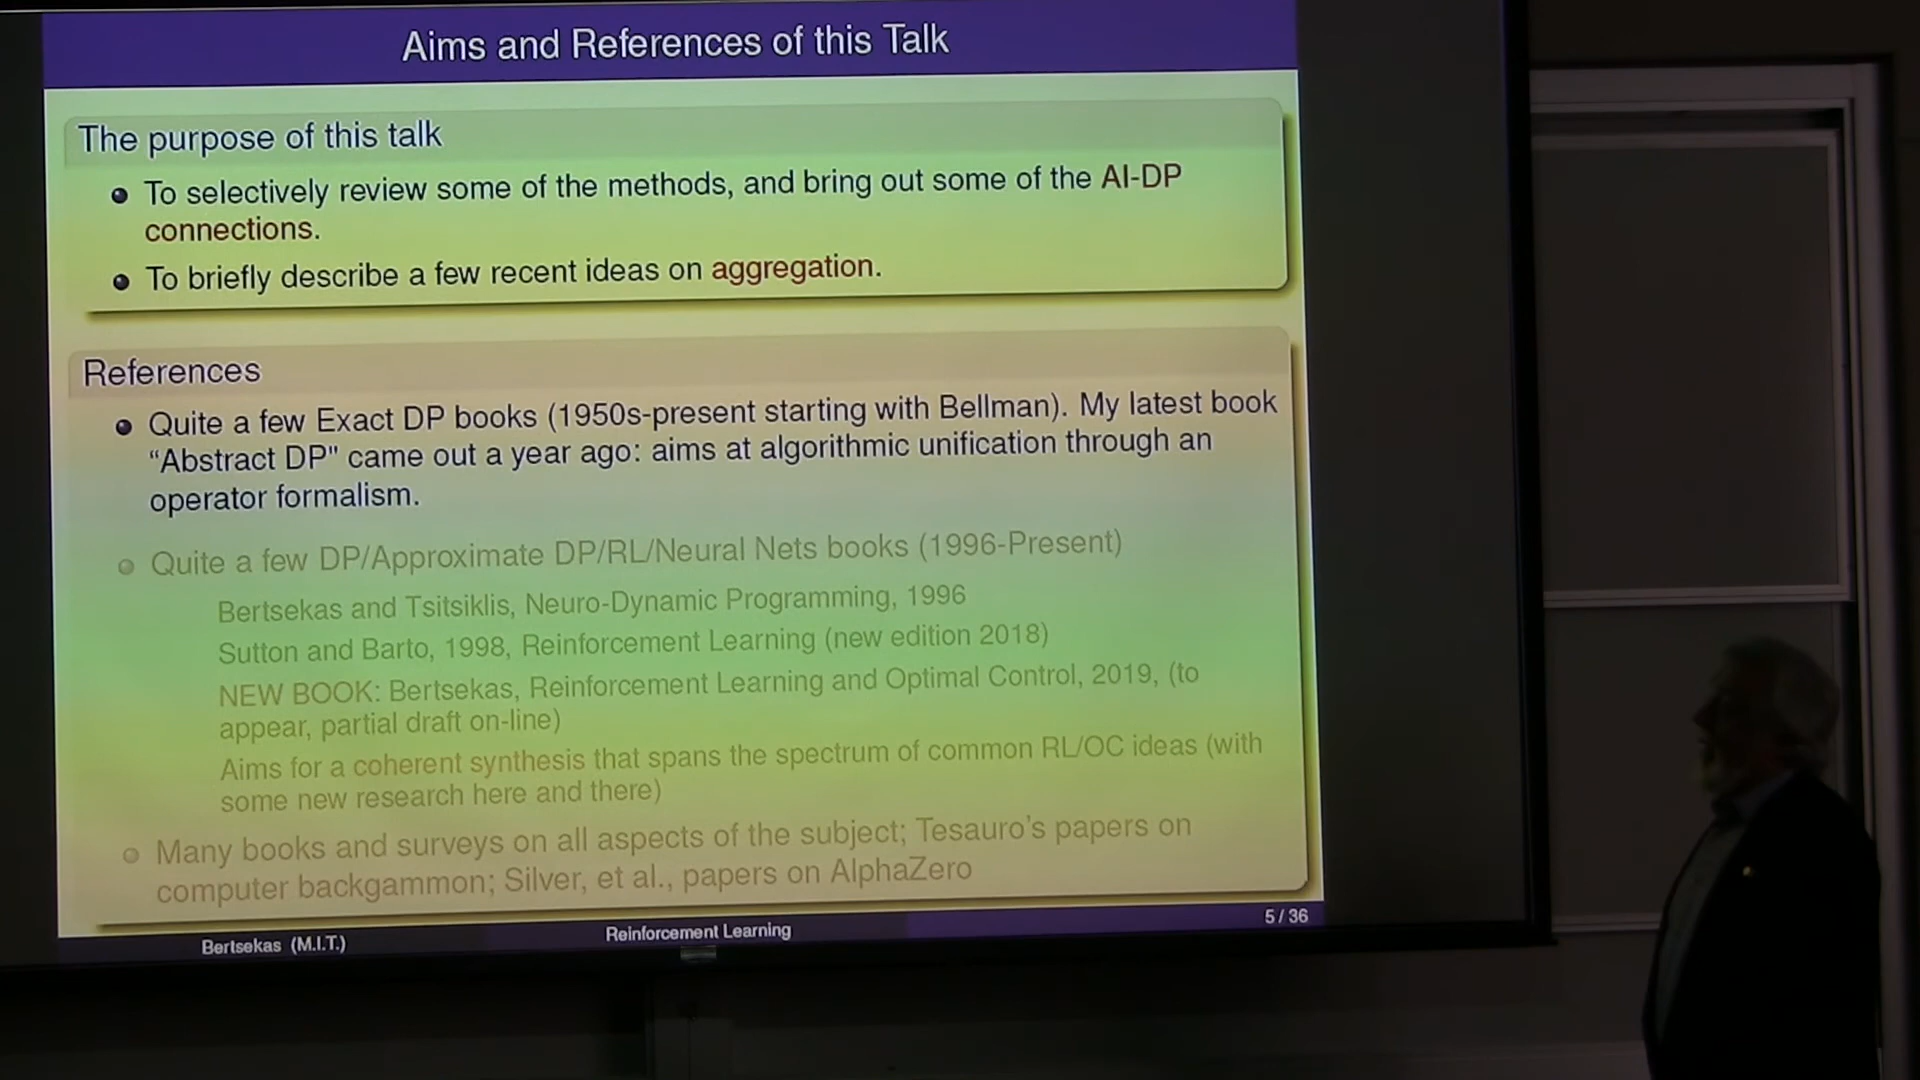 Aims and References of this Talk
The purpose of this talk
To selectively review some of the methods, and bring out some of the AI-DP
connections.
To briefly describe a few recent ideas on aggregation.
References
Quite a few Exact DP books (1950s-present starting with Bellman). My latest book
“Abstract DP" came out a year ago: aims at algorithmic unification through an
operator formalism.
Quite a few DP/Approximate DP/RL/Neural Nets books (1996-Present)
Bertsekas and Tsitsiklis, Neuro-Dynamic Programming, 1996
Sutton and Barto, 1998, Reinforcement Learning (new edition 2018)
NEW BOOK: Bertsekas, Reinforcement Learning and Optimal Control, 2019, (to
appear, partial draft on-line)
Aims for a coherent synthesis that spans the spectrum of common RL/OC ideas (with
some new research here and there)
Many books and surveys on all aspects of the subject; Tesauro's papers on
computer backgammon; Silver, et al., papers on AlphaZero
Bertsekas (M.I.T.)
Reinforcement Learning
5 / 36